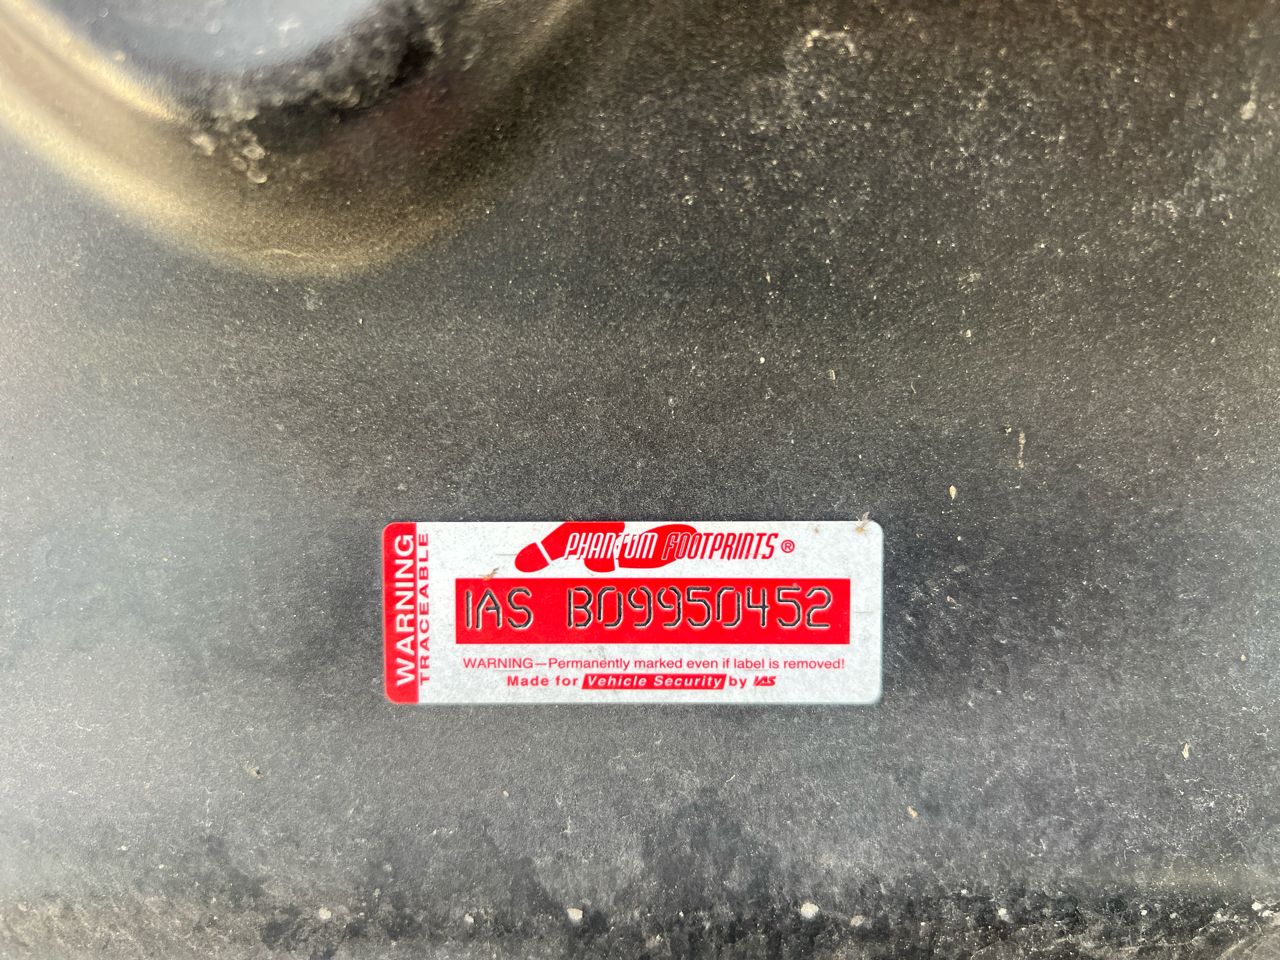 WARNING
TRACEABLE
PHANTOM FOOTPRINTS®
IAS B09950452
WARNING—Permanently marked even if label is removed!
Made for Vehicle Security by IAS